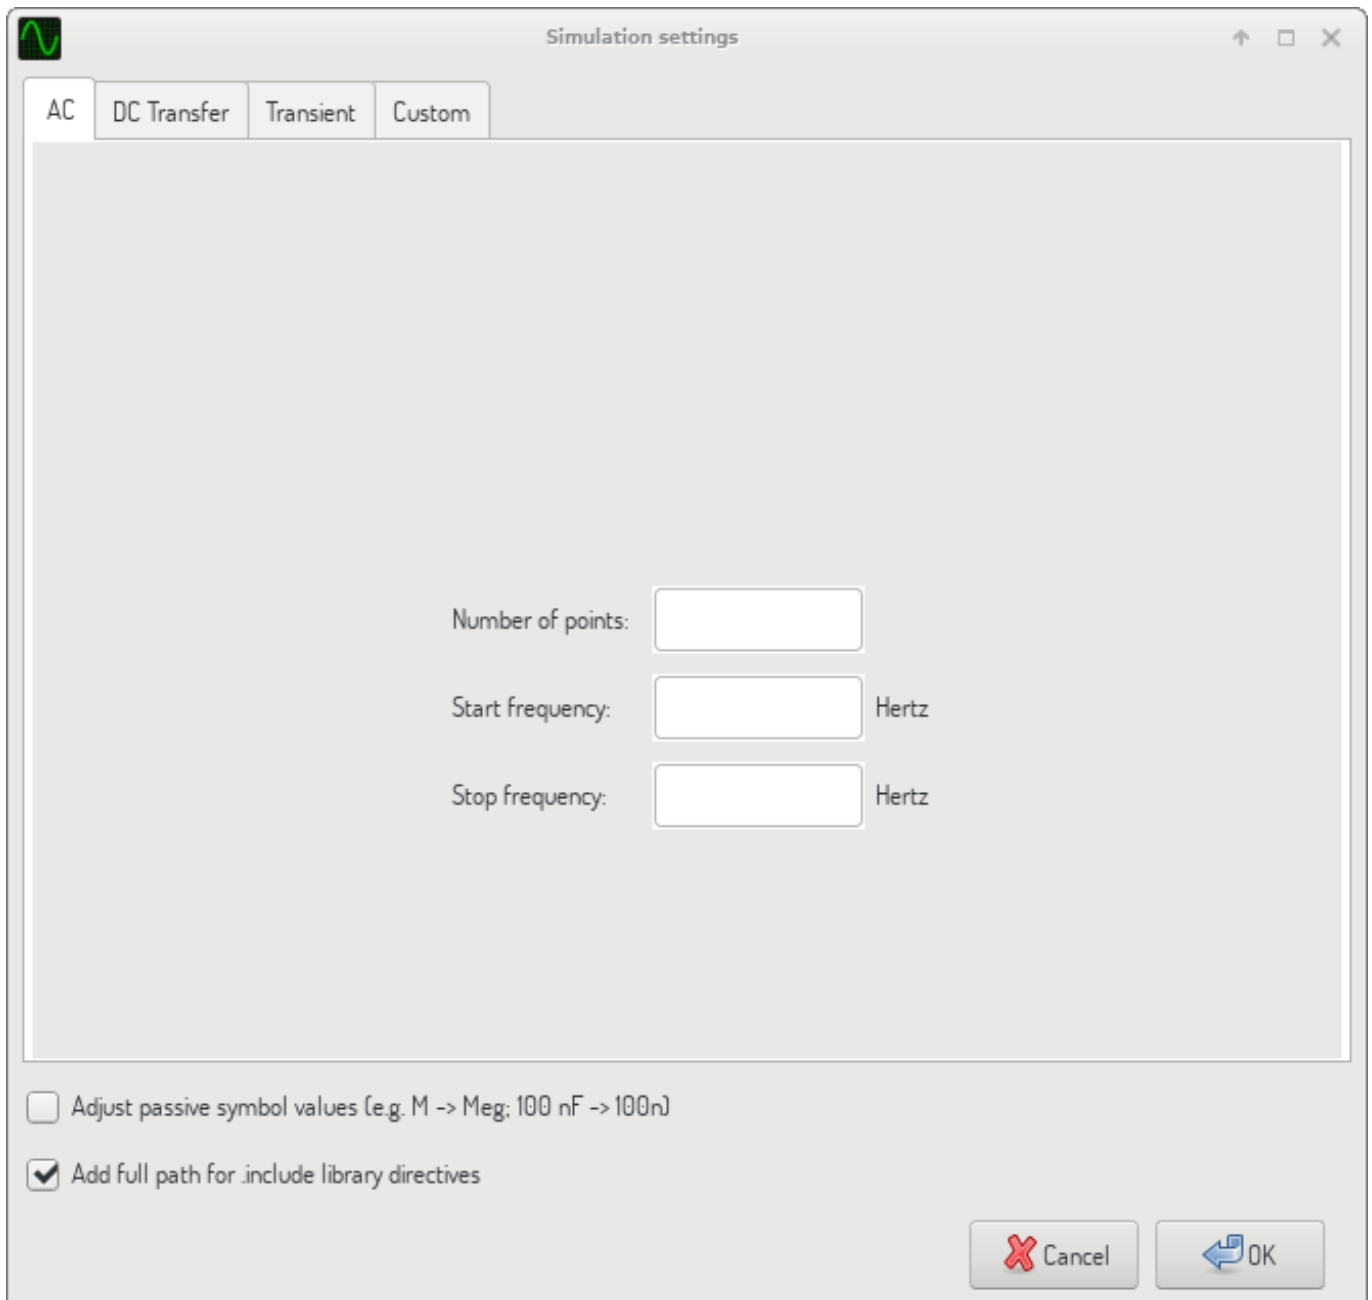 Simulation settings
AC DC Transfer Transient Custom
Number of points:
Start frequency: Hertz
Stop frequency: Hertz
Adjust passive symbol values (e.g. M -> Meg; 100 nF -> 100n)
Add full path for .include library directives
Cancel OK